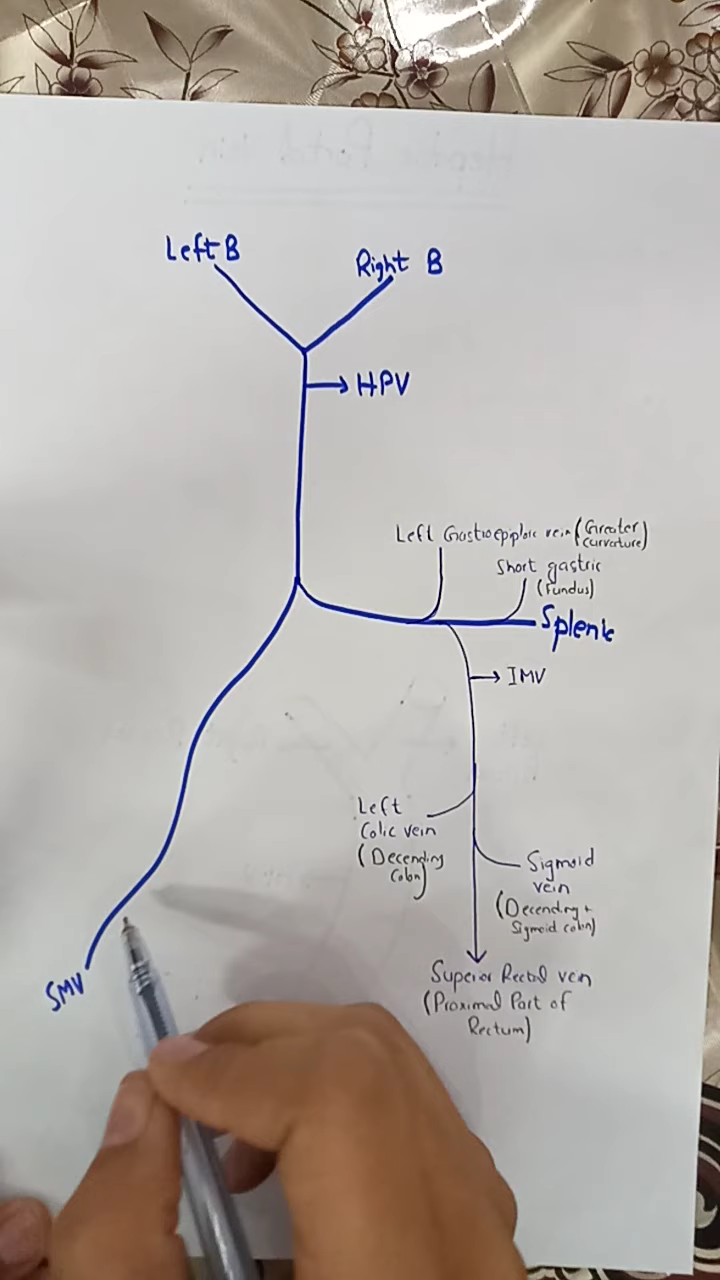 Left B
Right B
HPV
Left Gastroepiploic vein (Greater
curvature)
Short gastric
(Fundus)
Splenic
IMV
Left
Colic vein
(Decending
Colon)
Sigmoid
vein
(Decending +
Sigmoid colon)
Superior Rectal vein
(Proximal Part of
Rectum)
SMV